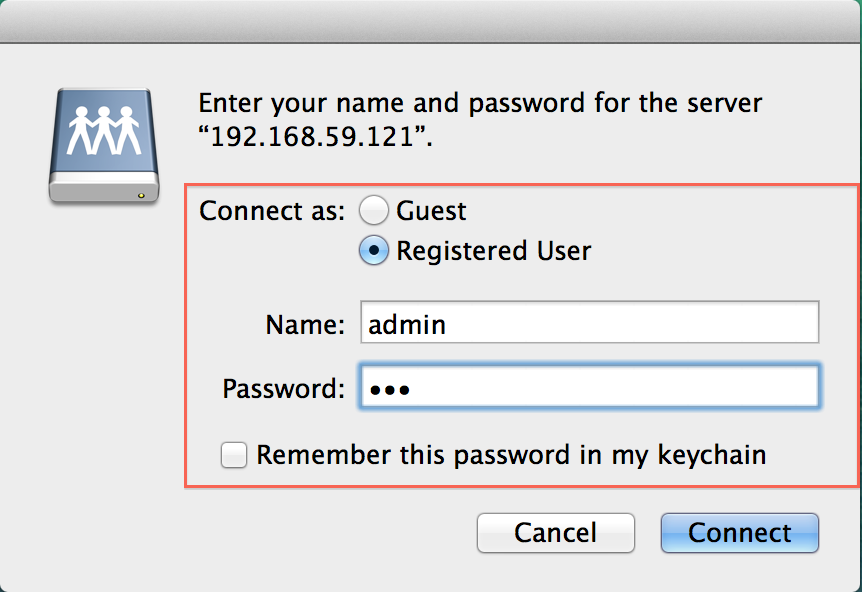 Enter your name and password for the server
“192.168.59.121”.
Connect as: Guest
Registered User
Name: admin
Password: •••
Remember this password in my keychain
Cancel Connect